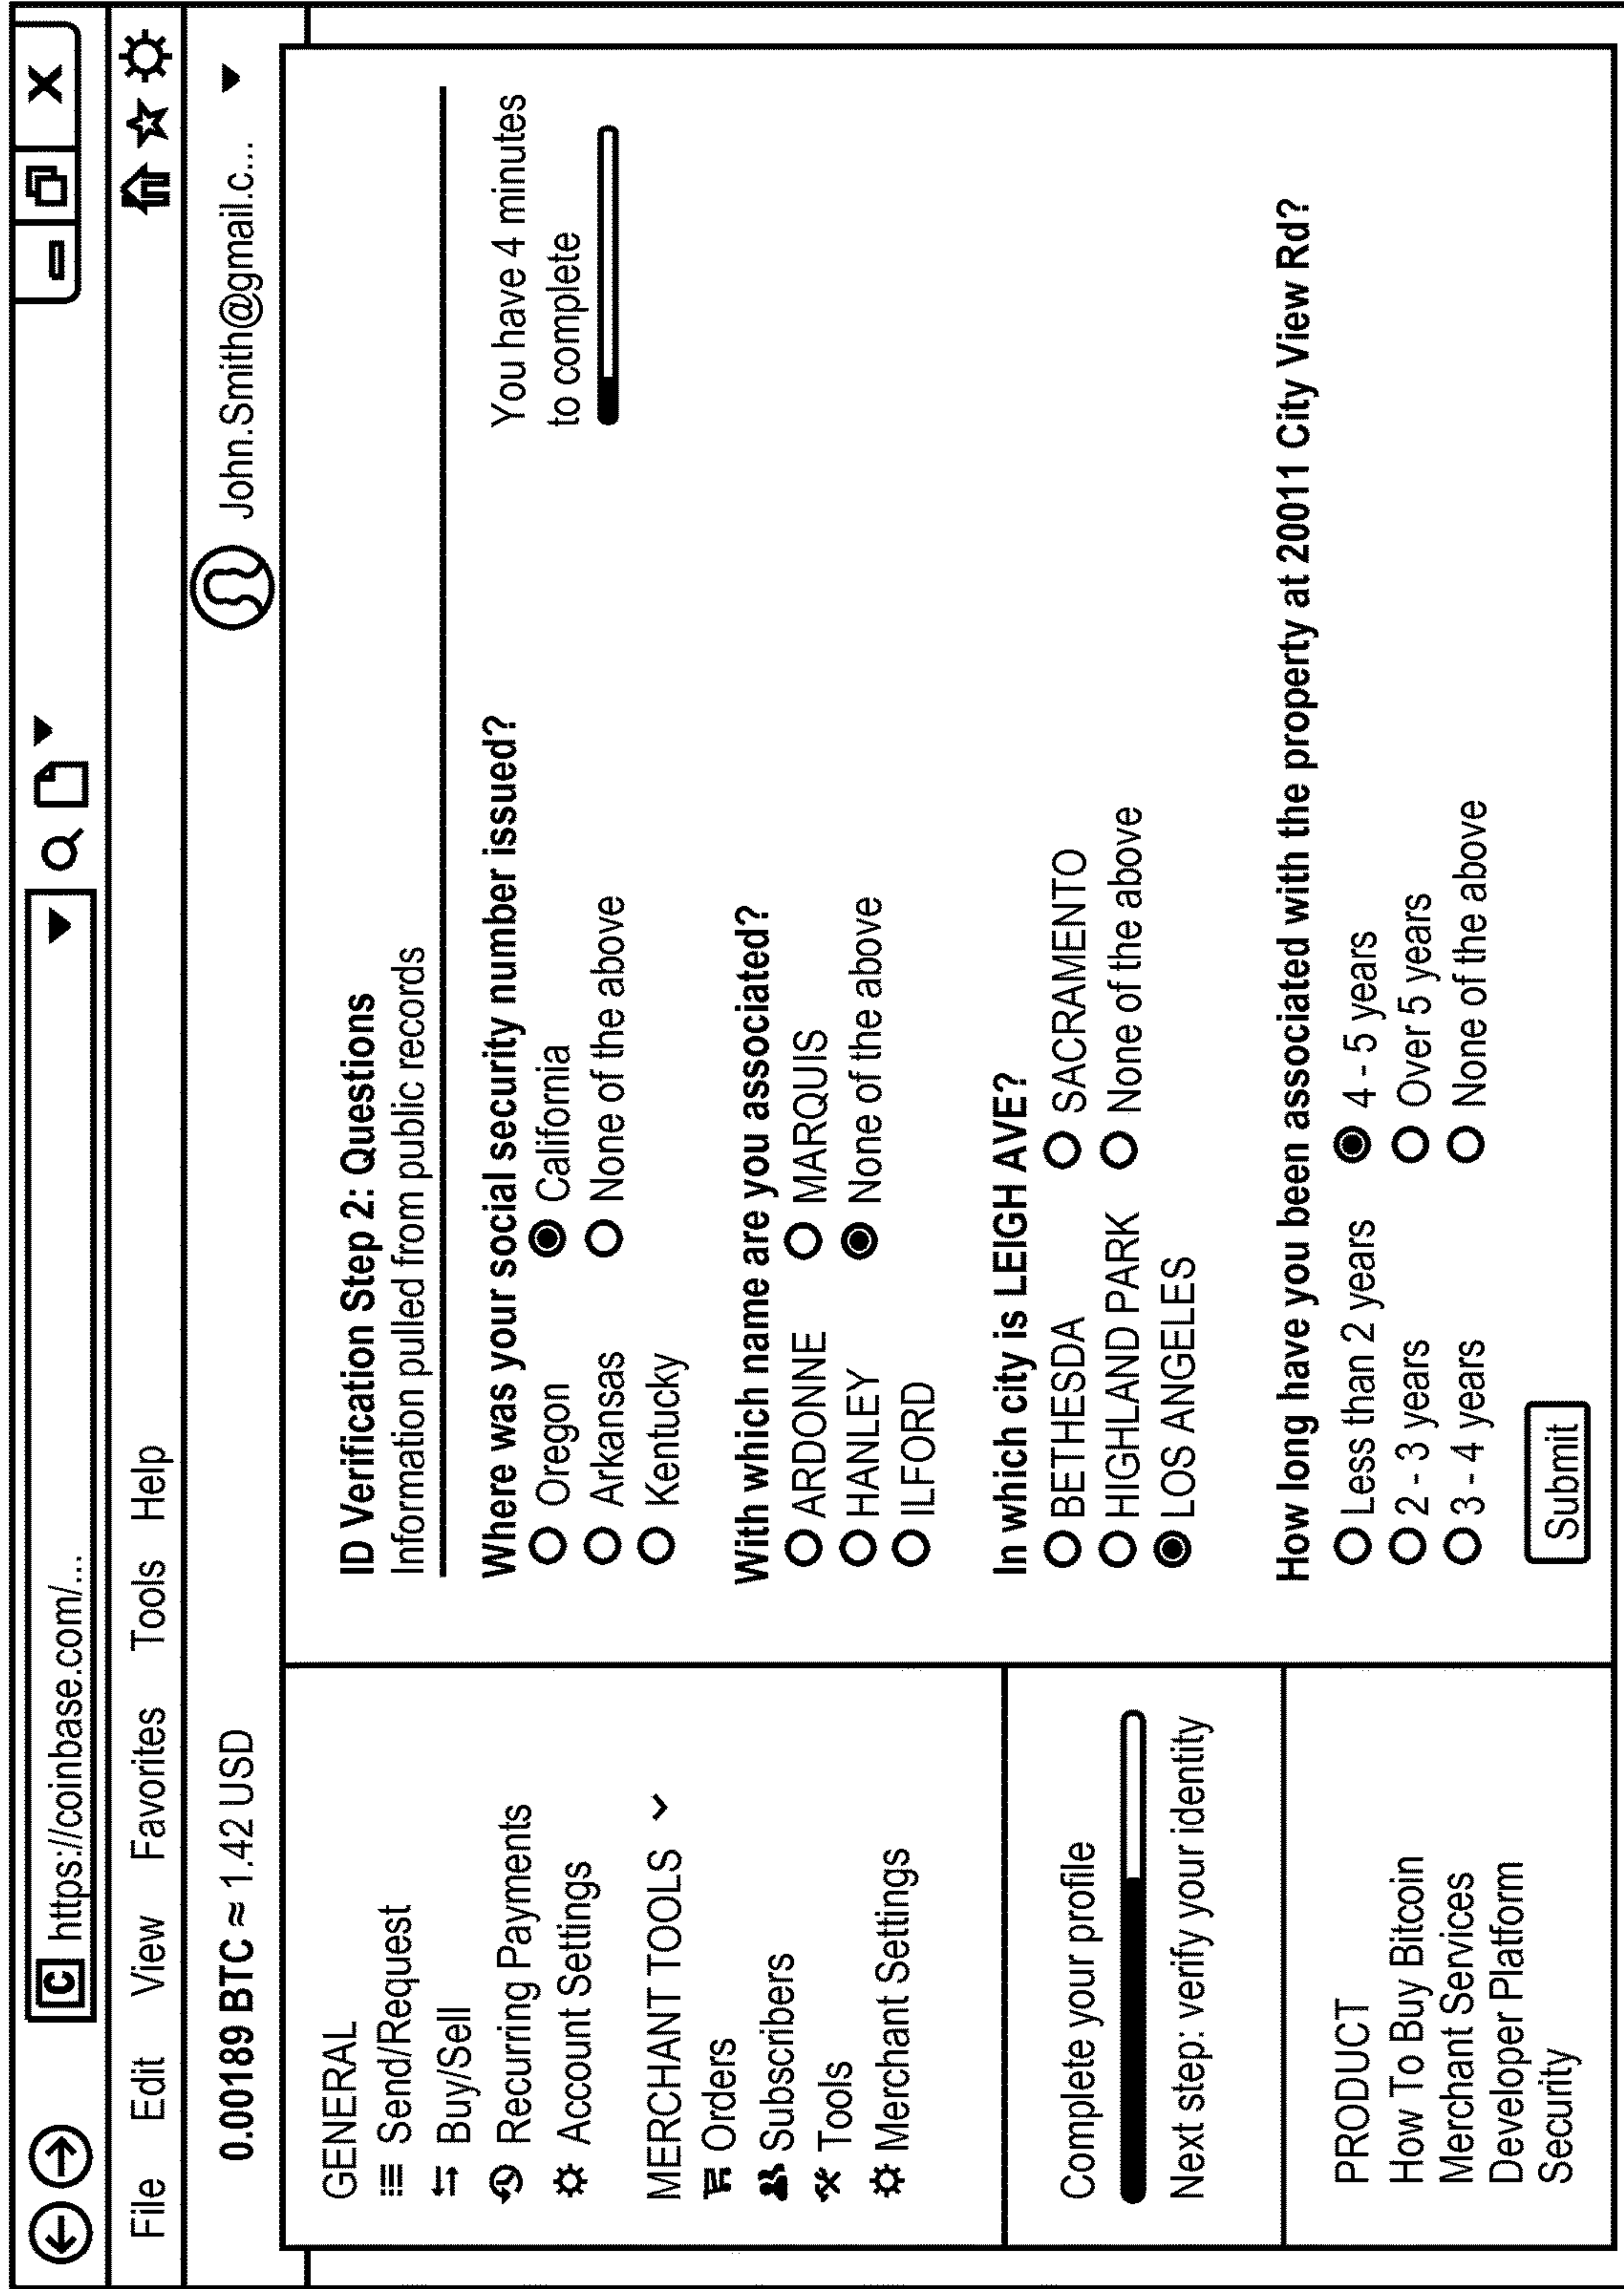 C https://coinbase.com/...
X
File Edit View Favorites Tools Help
0.00189 BTC ≈ 1.42 USD
John.Smith@gmail.c...
GENERAL
Send/Request
Buy/Sell
Recurring Payments
Account Settings
MERCHANT TOOLS
Orders
Subscribers
Tools
Merchant Settings
Complete your profile
Next step: verify your identity
PRODUCT
How To Buy Bitcoin
Merchant Services
Developer Platform
Security
ID Verification Step 2: Questions
Information pulled from public records
You have 4 minutes
to complete
Where was your social security number issued?
Oregon California
Arkansas None of the above
Kentucky
With which name are you associated?
ARDONNE MARQUIS
HANLEY None of the above
ILFORD
In which city is LEIGH AVE?
BETHESDA SACRAMENTO
HIGHLAND PARK None of the above
LOS ANGELES
How long have you been associated with the property at 20011 City View Rd?
Less than 2 years 4 - 5 years
2 - 3 years Over 5 years
3 - 4 years None of the above
Submit